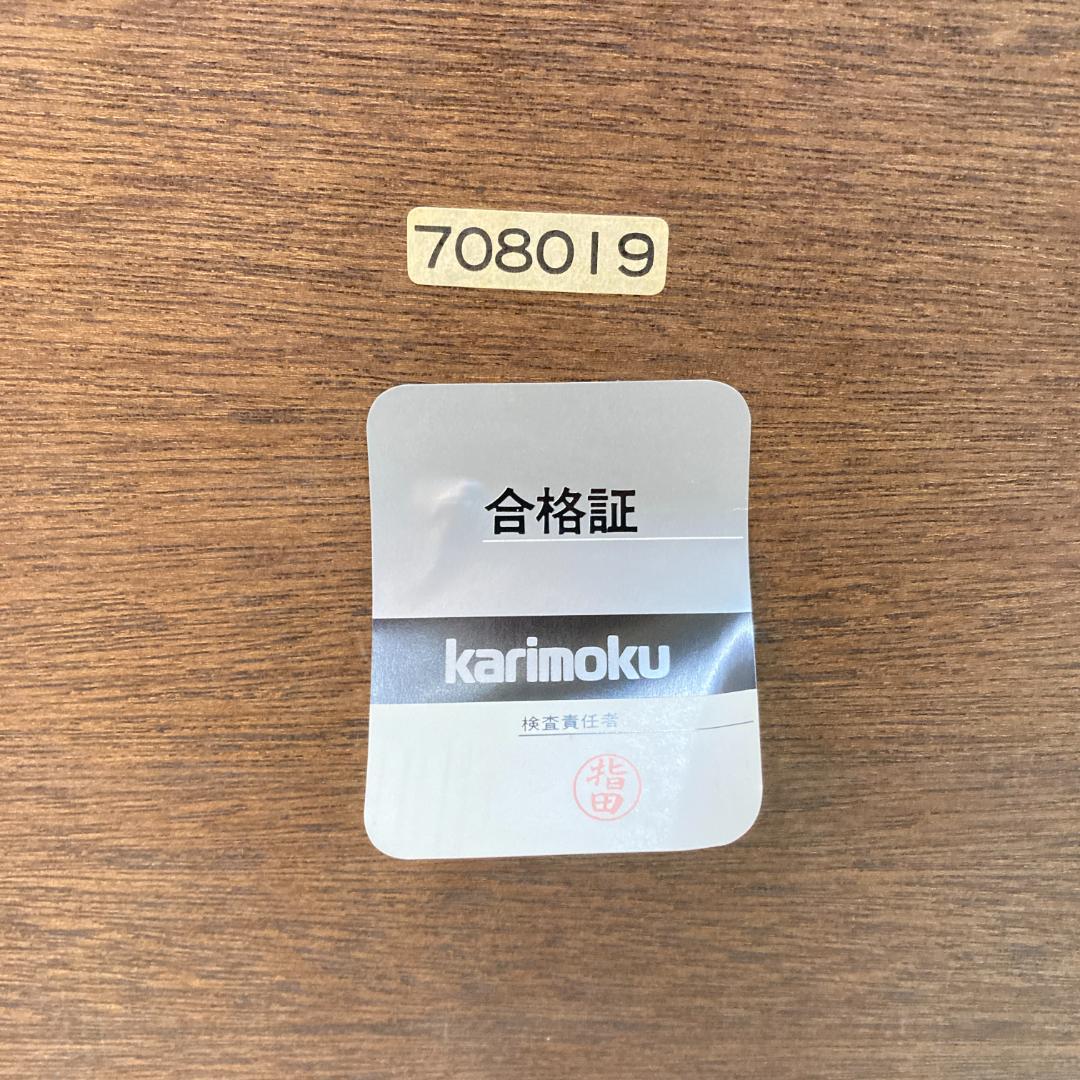 708019
合格証
karimoku
検査責任者
指田